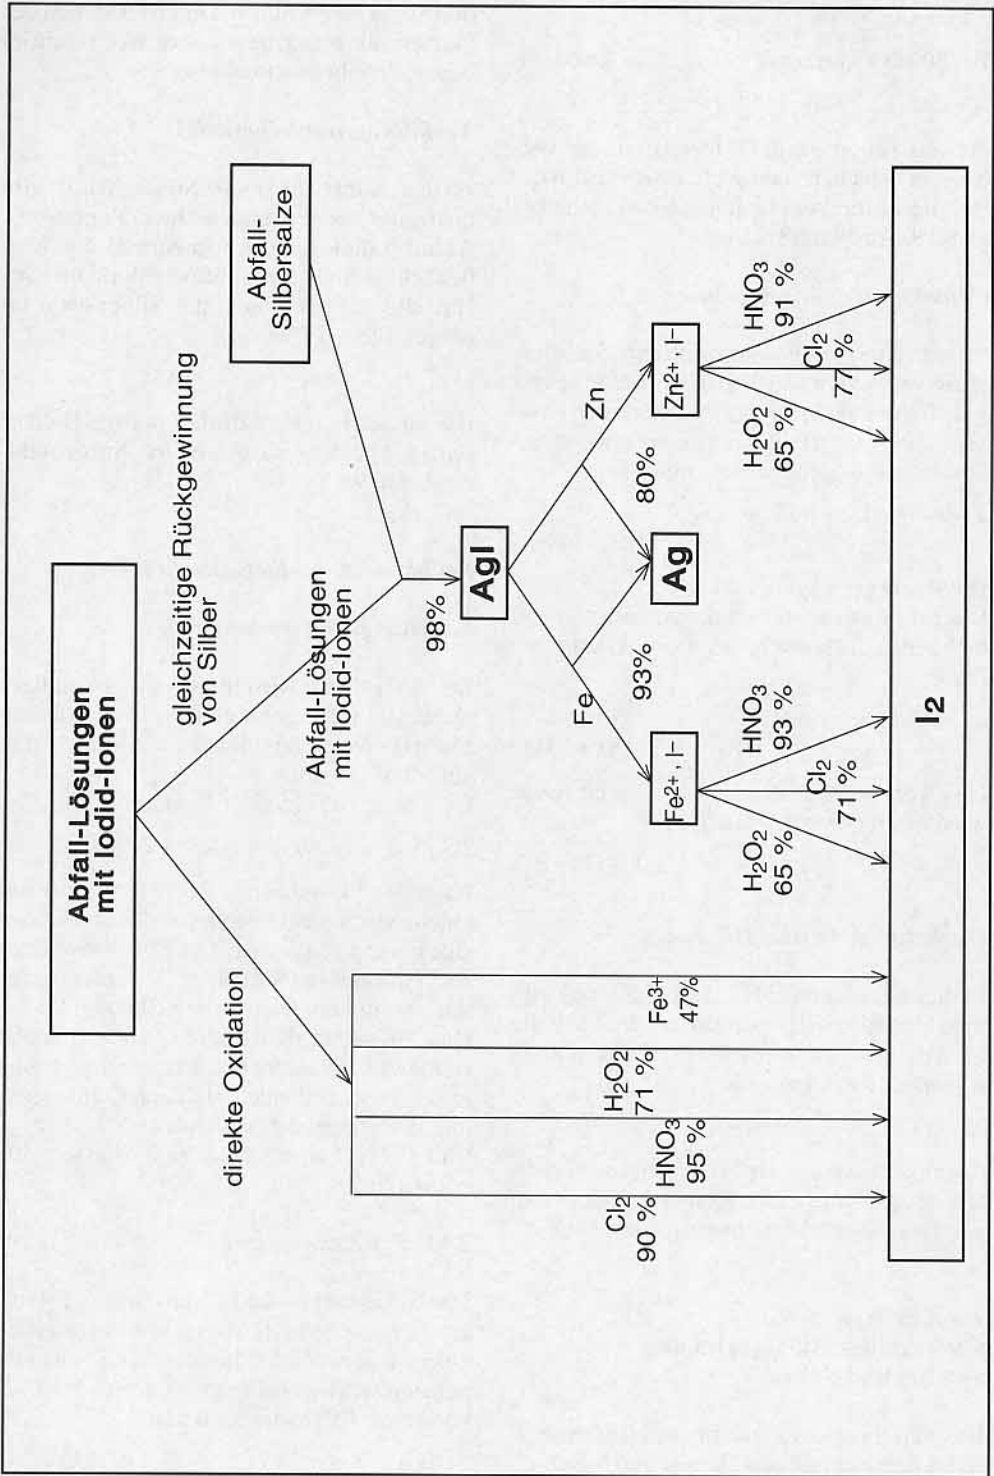 Abfall-Lösungen
mit Iodid-Ionen
direkte Oxidation
gleichzeitige Rückgewinnung
von Silber
Abfall-
Silbersalze
Abfall-Lösungen
mit Iodid-Ionen
98%
AgI
Fe
Zn
93%
80%
Fe2+, I–
Ag
Zn2+, I–
Cl2
90 %
HNO3
95 %
H2O2
71 %
Fe3+
47%
H2O2
65 %
Cl2
71 %
HNO3
93 %
H2O2
65 %
Cl2
71 %
HNO3
91 %
I2